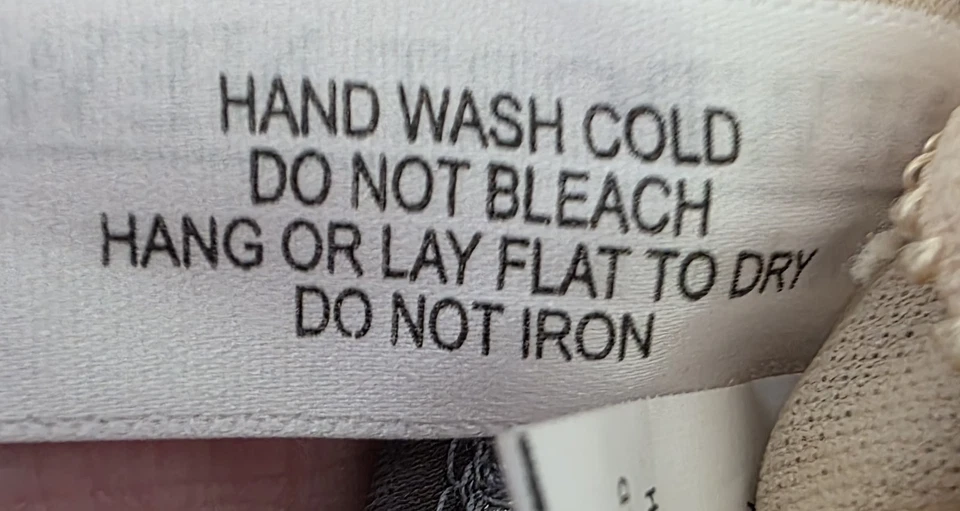 HAND WASH COLD
DO NOT BLEACH
HANG OR LAY FLAT TO DRY
DO NOT IRON